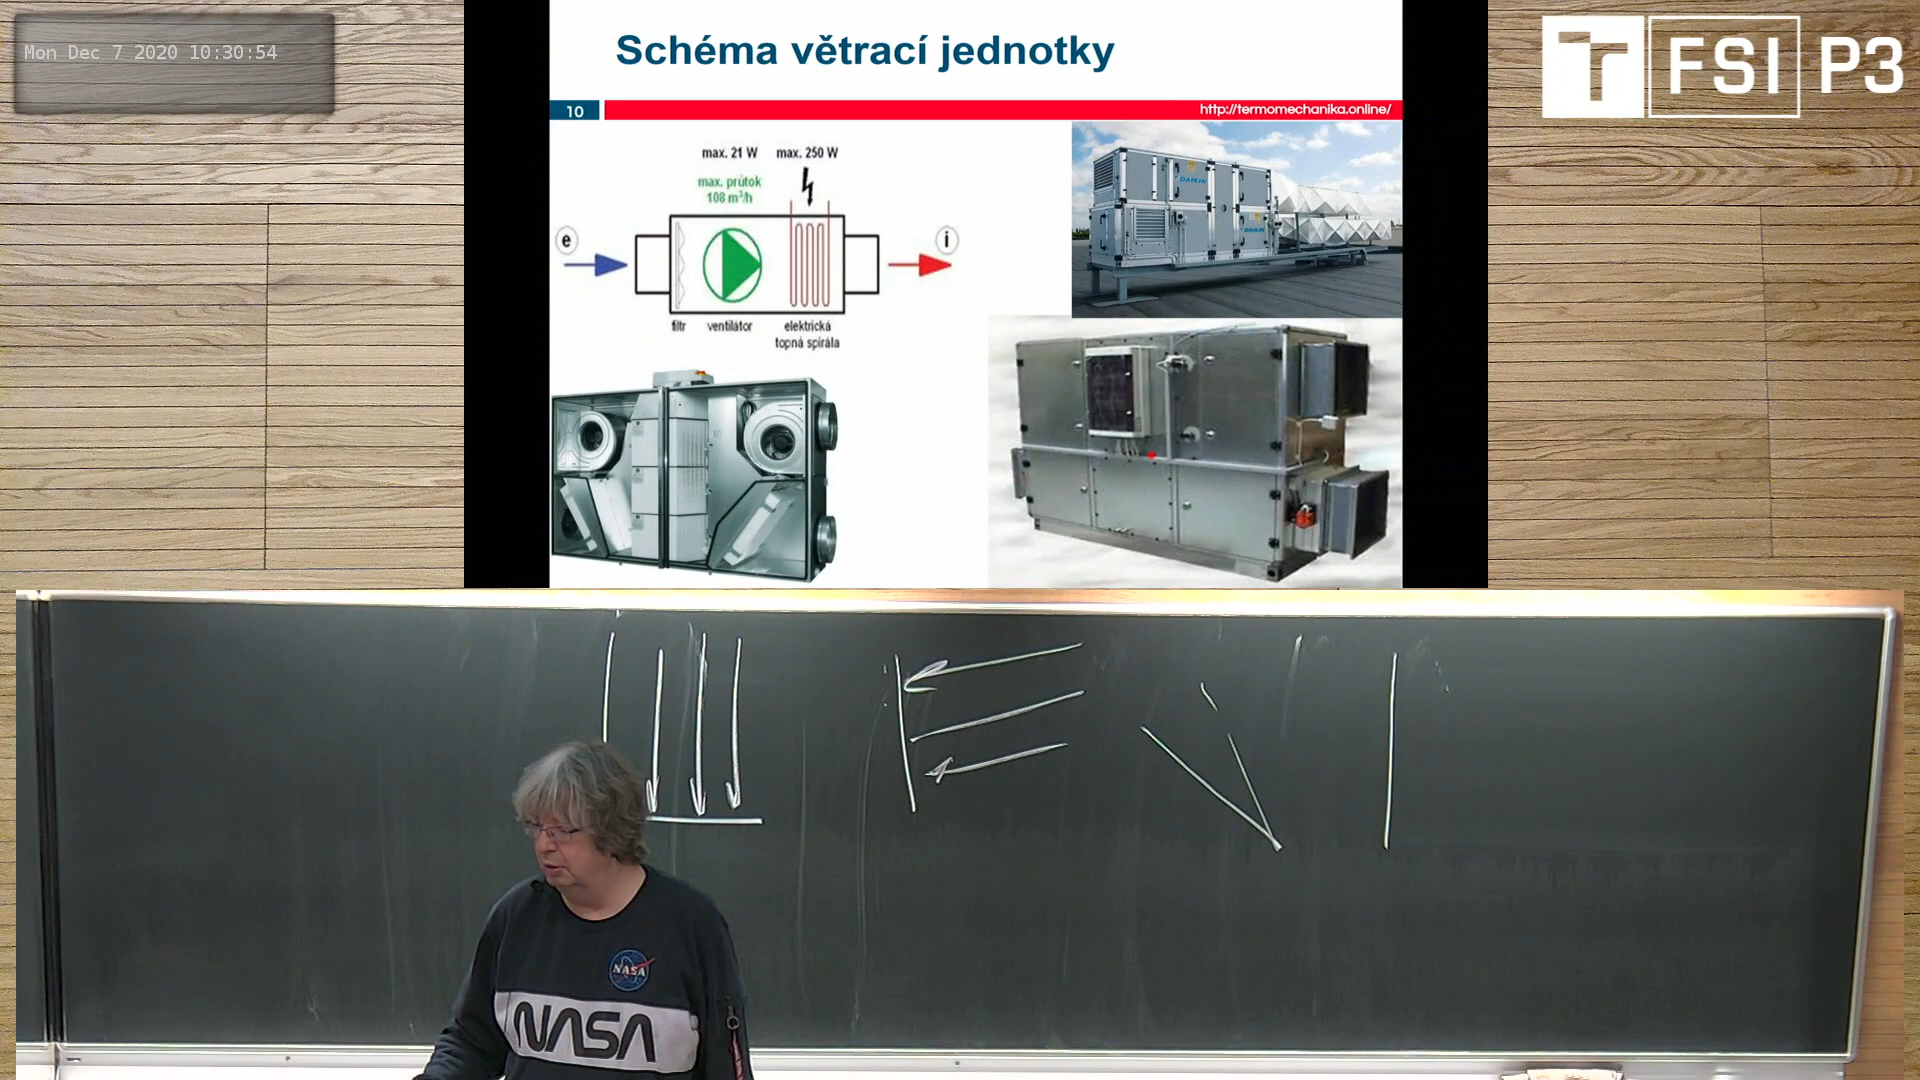 Mon Dec 7 2020 10:30:54
T FSI P3
Schéma větrací jednotky
10
http://termomechanika.online/
max. 21 W
max. 250 W
max. průtok
108 m³/h
e
i
filtr
ventilátor
elektrická
topná spirála
DAIKIN
DAIKIN
NASA
NASA